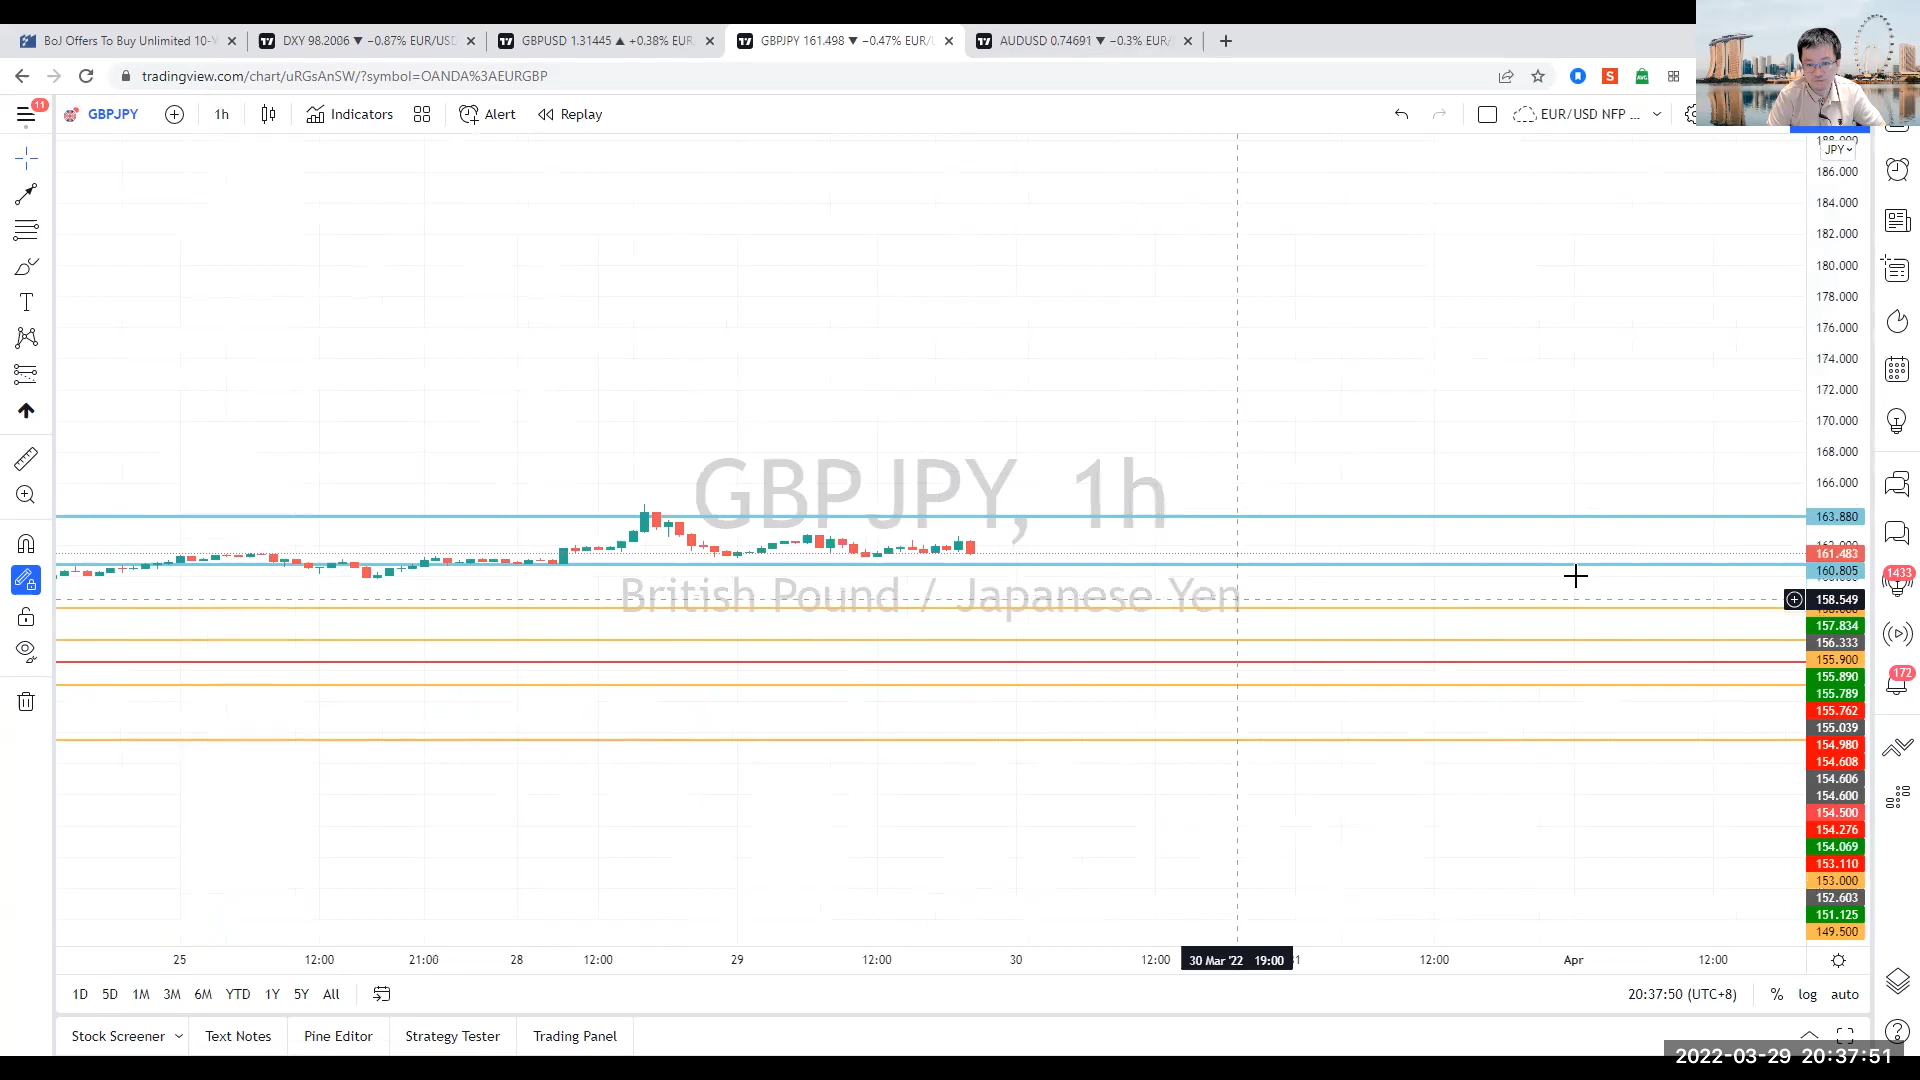 BoJ Offers To Buy Unlimited 10-Y
DXY 98.2006 ▼ −0.87% EUR/USD
GBPUSD 1.31445 ▲ +0.38% EUR
GBPJPY 161.498 ▼ −0.47% EUR/
AUDUSD 0.74691 ▼ −0.3% EUR/
tradingview.com/chart/uRGsAnSW/?symbol=OANDA%3AEURGBP
11
GBPJPY
1h
Indicators
Alert
Replay
EUR/USD NFP ...
188.000
JPY
186.000
184.000
182.000
180.000
178.000
176.000
174.000
172.000
170.000
168.000
166.000
GBPJPY, 1h
British Pound / Japanese Yen
163.880
162.000
161.483
160.805
158.549
157.834
156.333
155.900
155.890
155.789
155.762
155.039
154.980
154.608
154.606
154.600
154.500
154.276
154.069
153.110
153.000
152.603
151.125
149.500
1433
172
25
12:00
21:00
28
12:00
29
12:00
30
12:00
30 Mar '22 19:00
12:00
Apr
12:00
1D
5D
1M
3M
6M
YTD
1Y
5Y
All
20:37:50 (UTC+8)
%
log
auto
Stock Screener
Text Notes
Pine Editor
Strategy Tester
Trading Panel
2022-03-29 20:37:51